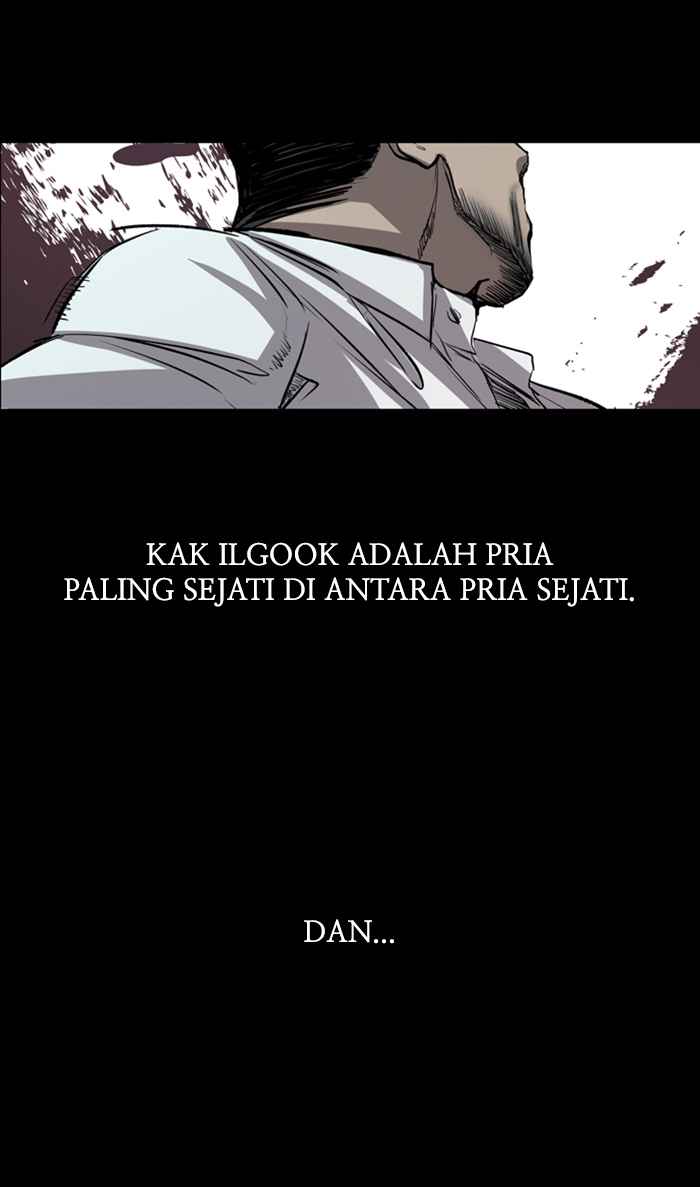 KAK ILGOOK ADALAH PRIA
PALING SEJATI DI ANTARA PRIA SEJATI.
DAN...